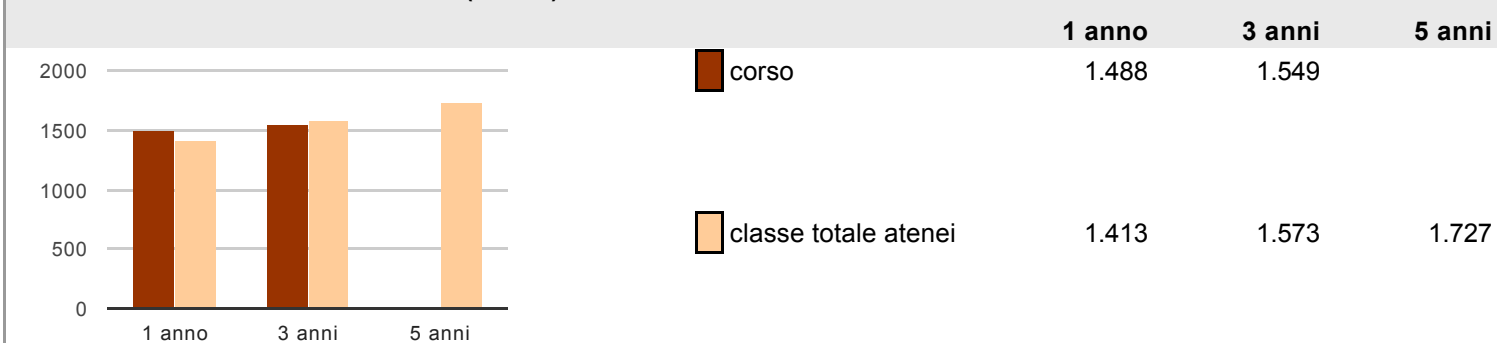 1 anno 3 anni 5 anni
2000
1500
1000
500
0
1 anno 3 anni 5 anni
corso 1.488 1.549
classe totale atenei 1.413 1.573 1.727